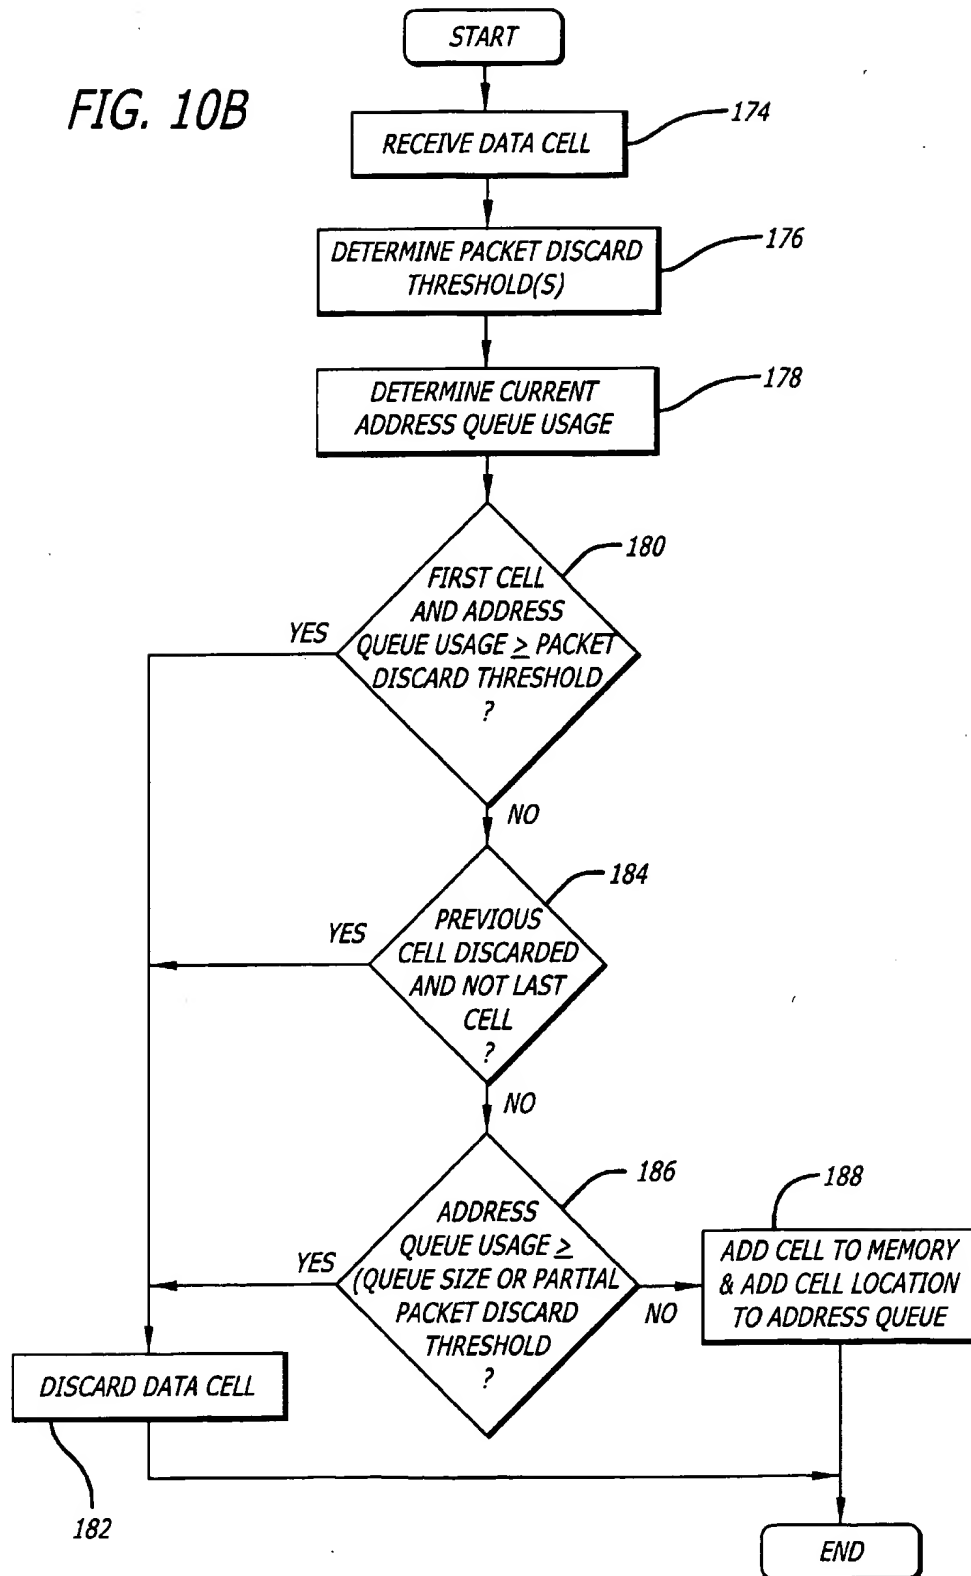 START
FIG. 10B
174
RECEIVE DATA CELL
176
DETERMINE PACKET DISCARD
THRESHOLD(S)
178
DETERMINE CURRENT
ADDRESS QUEUE USAGE
180
FIRST CELL
AND ADDRESS
QUEUE USAGE ≥ PACKET
DISCARD THRESHOLD
?
YES
NO
184
PREVIOUS
CELL DISCARDED
AND NOT LAST
CELL
?
YES
NO
186
ADDRESS
QUEUE USAGE ≥
(QUEUE SIZE OR PARTIAL
PACKET DISCARD
THRESHOLD
?
YES
NO
188
ADD CELL TO MEMORY
& ADD CELL LOCATION
TO ADDRESS QUEUE
DISCARD DATA CELL
182
END